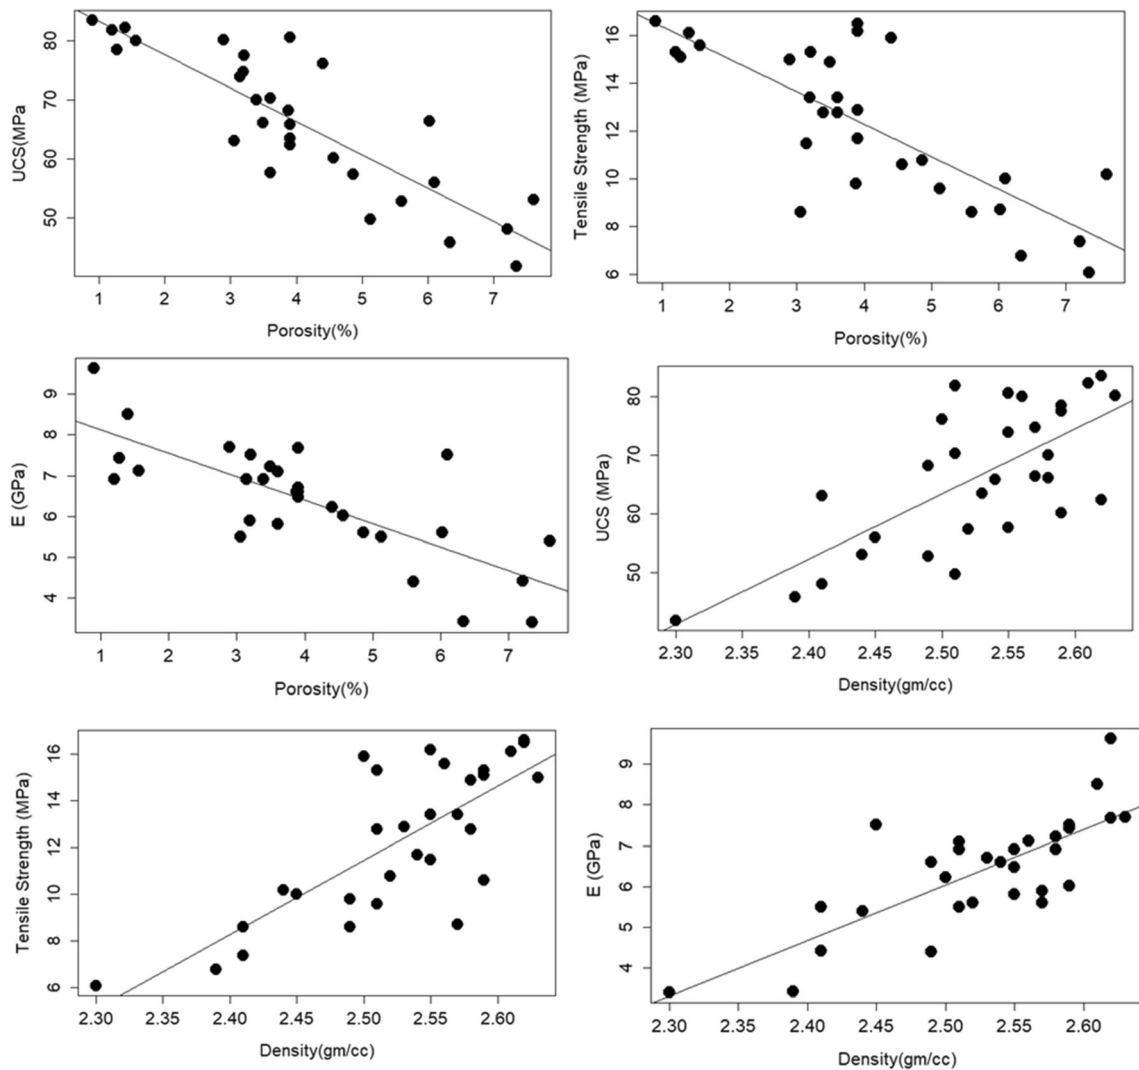 80
70
60
50
UCS(MPa
1 2 3 4 5 6 7
Porosity(%)
16
14
12
10
8
6
Tensile Strength (MPa)
1 2 3 4 5 6 7
Porosity(%)
9
8
7
6
5
4
E (GPa)
1 2 3 4 5 6 7
Porosity(%)
80
70
60
50
UCS (MPa)
2.30 2.35 2.40 2.45 2.50 2.55 2.60
Density(gm/cc)
16
14
12
10
8
6
Tensile Strength (MPa)
2.30 2.35 2.40 2.45 2.50 2.55 2.60
Density(gm/cc)
9
8
7
6
5
4
E (GPa)
2.30 2.35 2.40 2.45 2.50 2.55 2.60
Density(gm/cc)